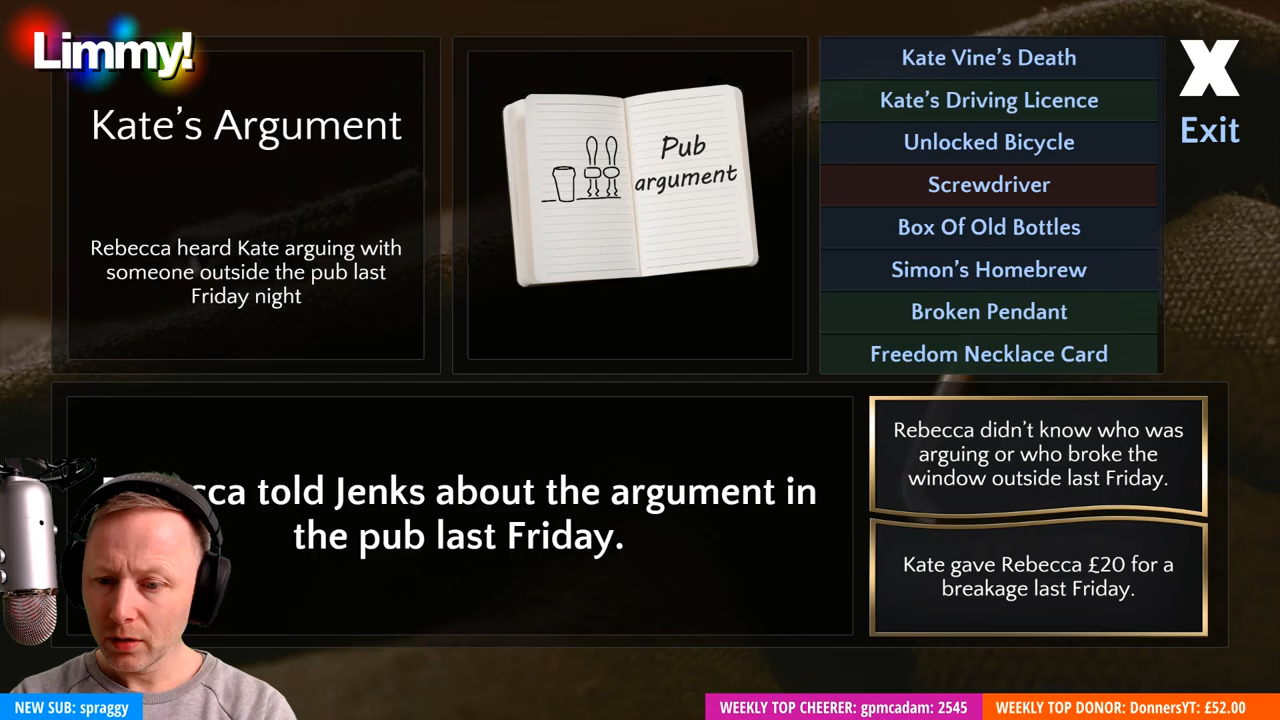 Limmy!
Kate's Argument
Rebecca heard Kate arguing with
someone outside the pub last
Friday night
Pub
argument
Kate Vine's Death
Kate's Driving Licence
Unlocked Bicycle
Screwdriver
Box Of Old Bottles
Simon's Homebrew
Broken Pendant
Freedom Necklace Card
X
Exit
told Jenks about the argument in
the pub last Friday.
Rebecca didn't know who was
arguing or who broke the
window outside last Friday.
Kate gave Rebecca £20 for a
breakage last Friday.
NEW SUB: spraggy
WEEKLY TOP CHEERER: gpmcadam: 2545
WEEKLY TOP DONOR: DonnersYT: £52.00